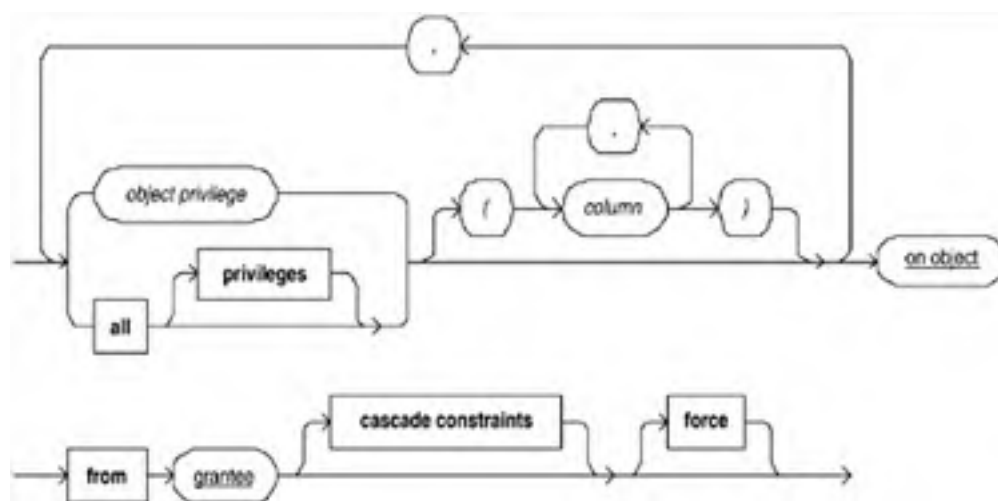 ,
,
object privilege
( column )
privileges
on object
all
cascade constraints force
from grantee